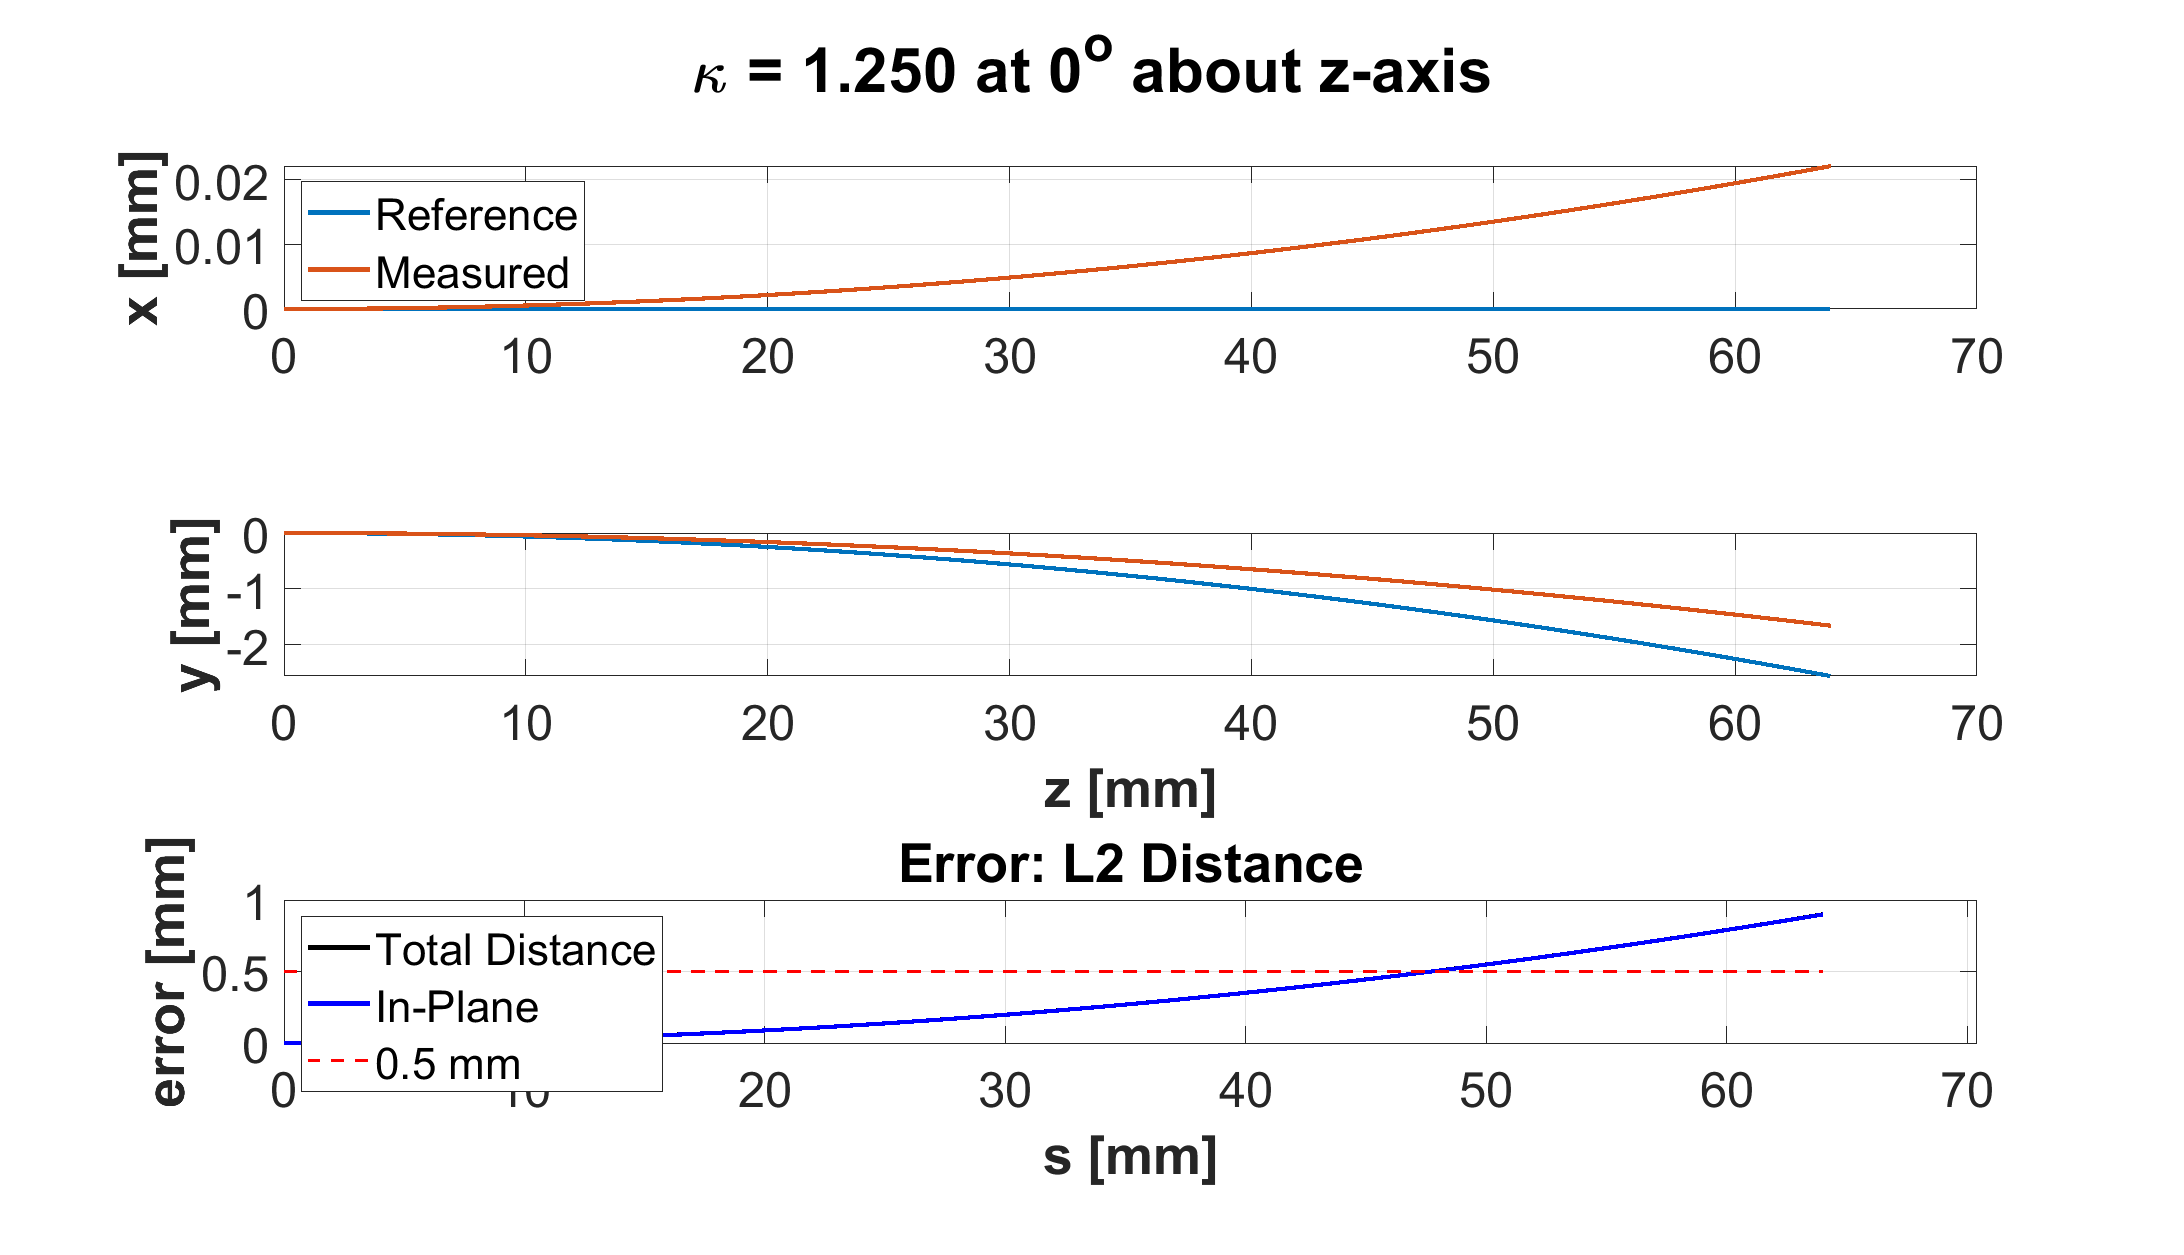 κ = 1.250 at 0° about z-axis
x [mm]
0.02
0.01
0
Reference
Measured
0 10 20 30 40 50 60 70
y [mm]
0
-1
-2
0 10 20 30 40 50 60 70
z [mm]
Error: L2 Distance
error [mm]
1
0.5
0
Total Distance
In-Plane
0.5 mm
0 10 20 30 40 50 60 70
s [mm]